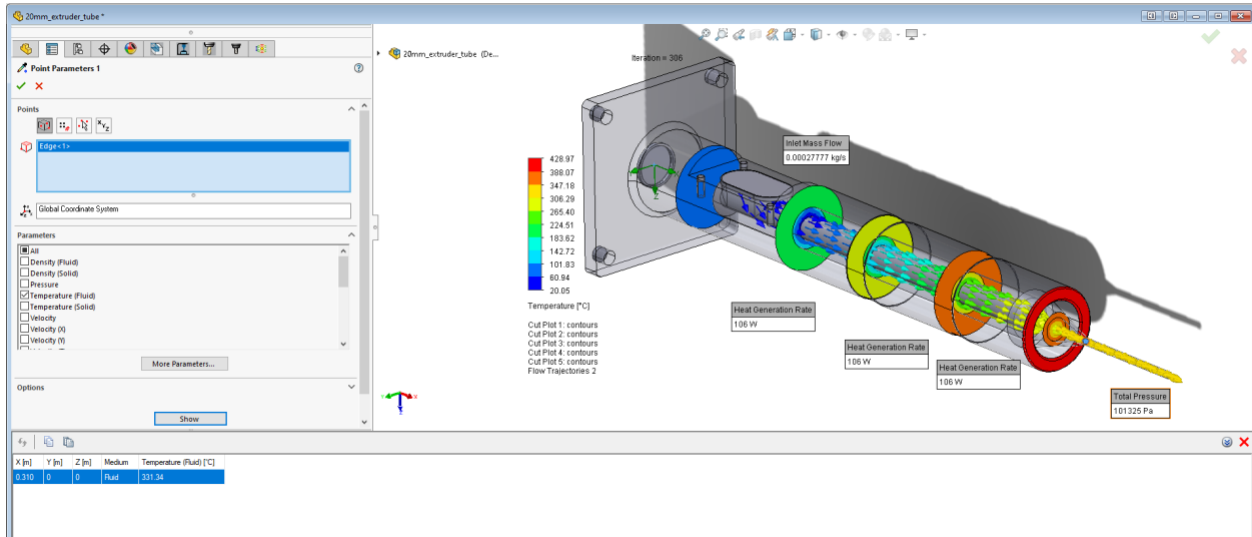 20mm_extruder_tube *
Point Parameters 1
Points
Edge<1>
Global Coordinate System
Parameters
All
Density (Fluid)
Density (Solid)
Pressure
Temperature (Fluid)
Temperature (Solid)
Velocity
Velocity (X)
Velocity (Y)
More Parameters...
Options
Show
20mm_extruder_tube (De...
Iteration = 306
428.97
388.07
347.18
306.29
265.40
224.51
183.62
142.72
101.83
60.94
20.05
Temperature [°C]
Cut Plot 1: contours
Cut Plot 2: contours
Cut Plot 3: contours
Cut Plot 4: contours
Cut Plot 5: contours
Flow Trajectories 2
Inlet Mass Flow
0.00027777 kg/s
Heat Generation Rate
106 W
Heat Generation Rate
106 W
Heat Generation Rate
106 W
Total Pressure
101325 Pa
X [m] Y [m] Z [m] Medium Temperature (Fluid) [°C]
0.310 0 0 Fluid 331.34